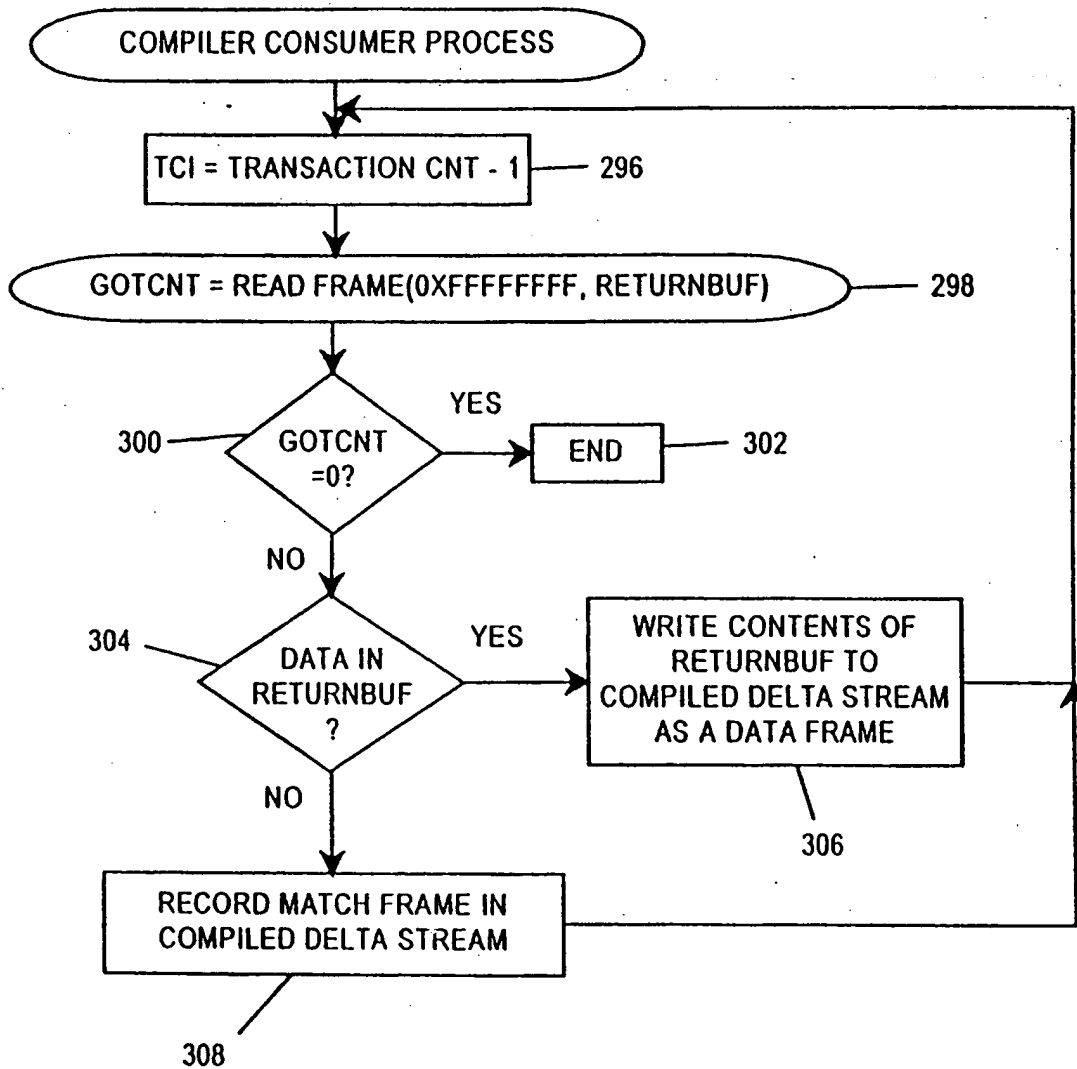 COMPILER CONSUMER PROCESS
TCI = TRANSACTION CNT - 1
296
GOTCNT = READ FRAME(0XFFFFFFFF, RETURNBUF)
298
300
GOTCNT
=0?
YES
END
302
NO
304
DATA IN
RETURNBUF
?
YES
WRITE CONTENTS OF
RETURNBUF TO
COMPILED DELTA STREAM
AS A DATA FRAME
306
NO
RECORD MATCH FRAME IN
COMPILED DELTA STREAM
308